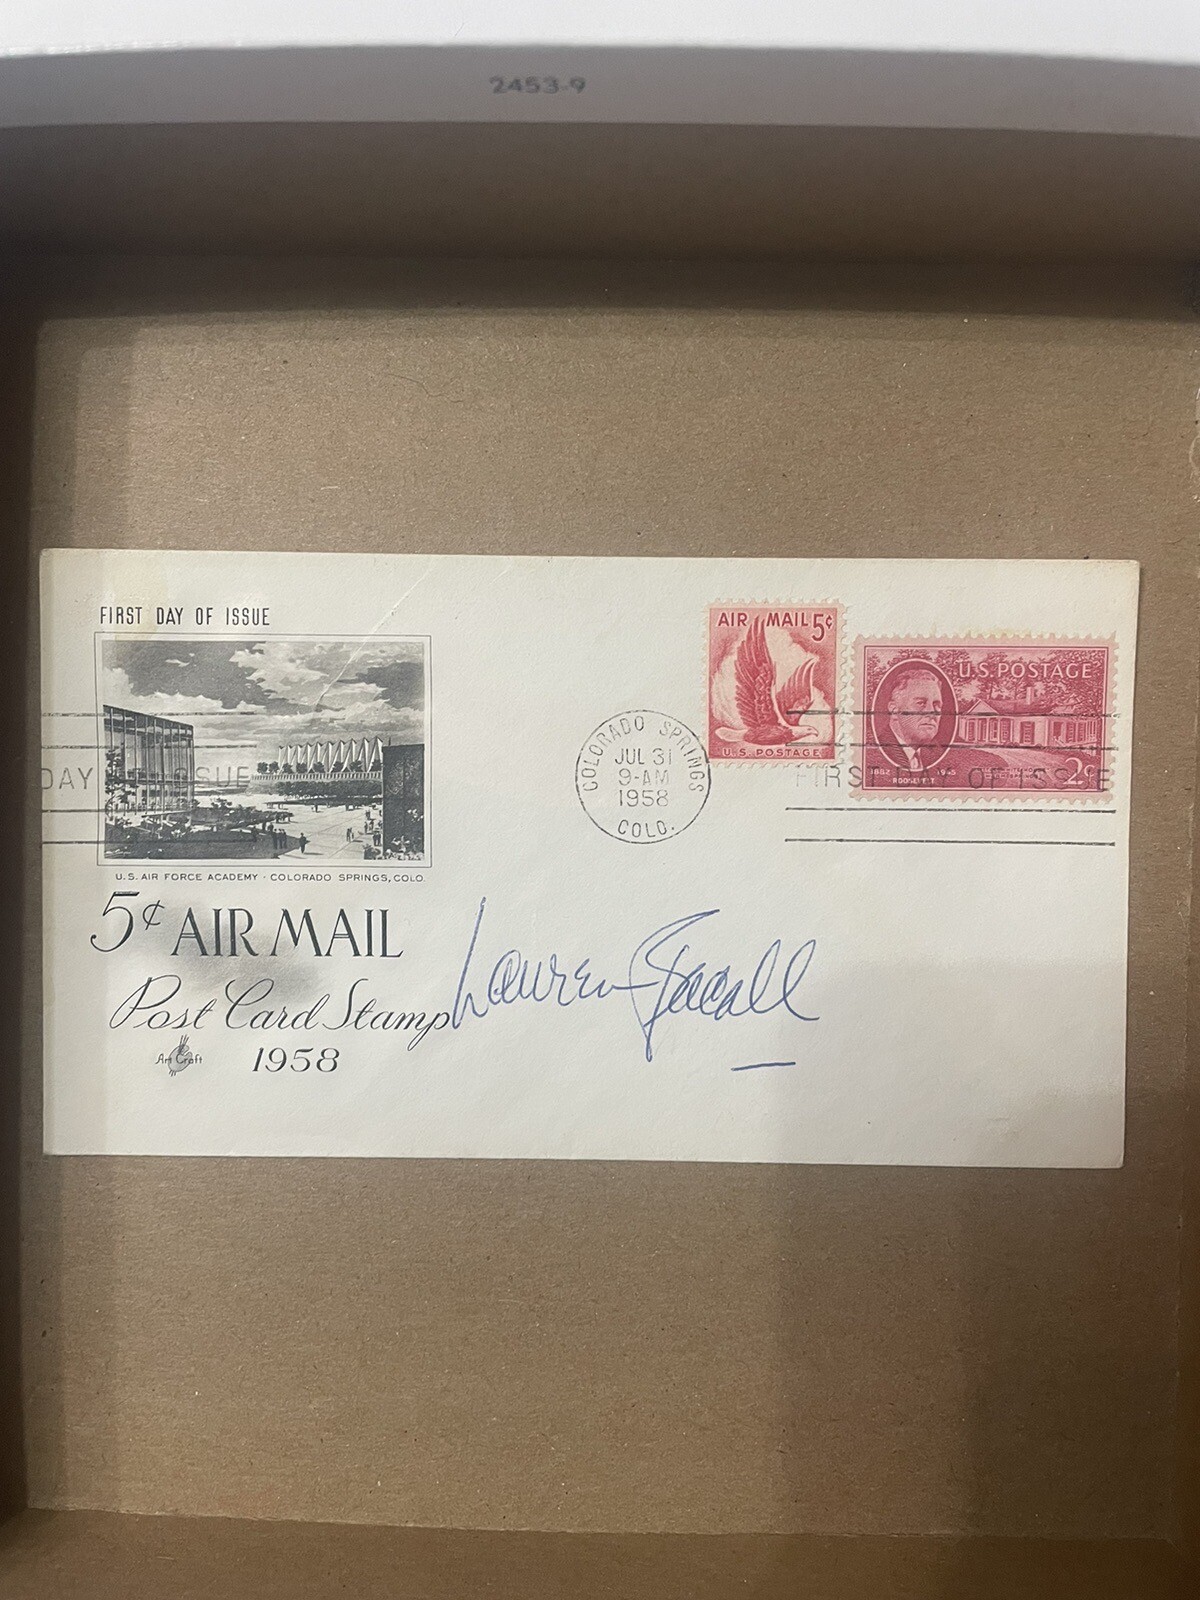 2453-9
FIRST DAY OF ISSUE
AIR MAIL 5¢
U.S. POSTAGE
U.S. POSTAGE
1882 1945
ROOSEVELT
2¢
COLORADO SPRINGS
JUL 31
9-AM
1958
COLO.
DAY OF ISSUE
FIRST DAY OF ISSUE
U.S. AIR FORCE ACADEMY · COLORADO SPRINGS, COLO.
5¢ AIR MAIL
Post Card Stamp
Art Craft
1958
Lauren Bacall